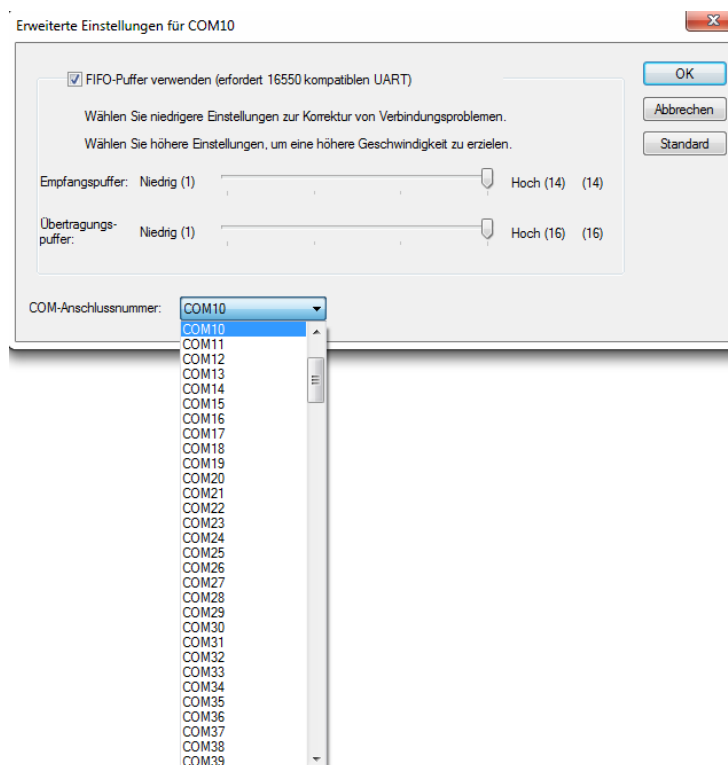 Erweiterte Einstellungen für COM10
FIFO-Puffer verwenden (erfordert 16550 kompatiblen UART)
OK
Wählen Sie niedrigere Einstellungen zur Korrektur von Verbindungsproblemen.
Abbrechen
Wählen Sie höhere Einstellungen, um eine höhere Geschwindigkeit zu erzielen.
Standard
Empfangspuffer: Niedrig (1) Hoch (14) (14)
Übertragungs-
puffer: Niedrig (1) Hoch (16) (16)
COM-Anschlussnummer: COM10
COM10
COM11
COM12
COM13
COM14
COM15
COM16
COM17
COM18
COM19
COM20
COM21
COM22
COM23
COM24
COM25
COM26
COM27
COM28
COM29
COM30
COM31
COM32
COM33
COM34
COM35
COM36
COM37
COM38
COM39